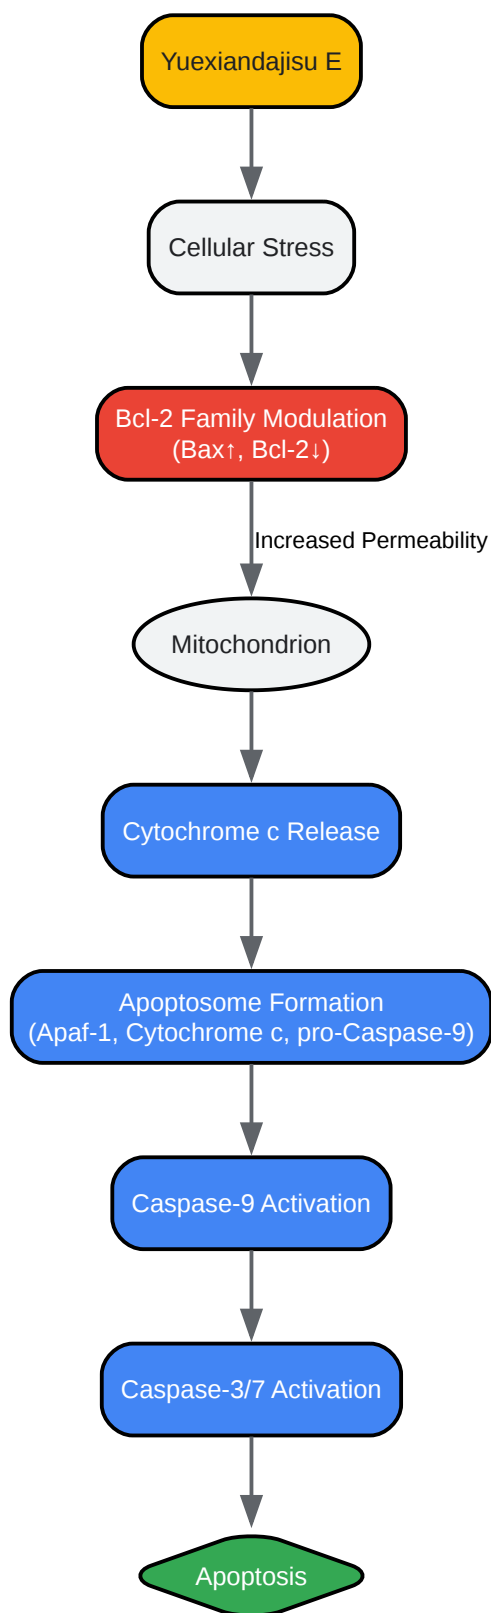 Yuexiandajisu E
Cellular Stress
Bcl-2 Family Modulation
(Bax↑, Bcl-2↓)
Increased Permeability
Mitochondrion
Cytochrome c Release
Apoptosome Formation
(Apaf-1, Cytochrome c, pro-Caspase-9)
Caspase-9 Activation
Caspase-3/7 Activation
Apoptosis